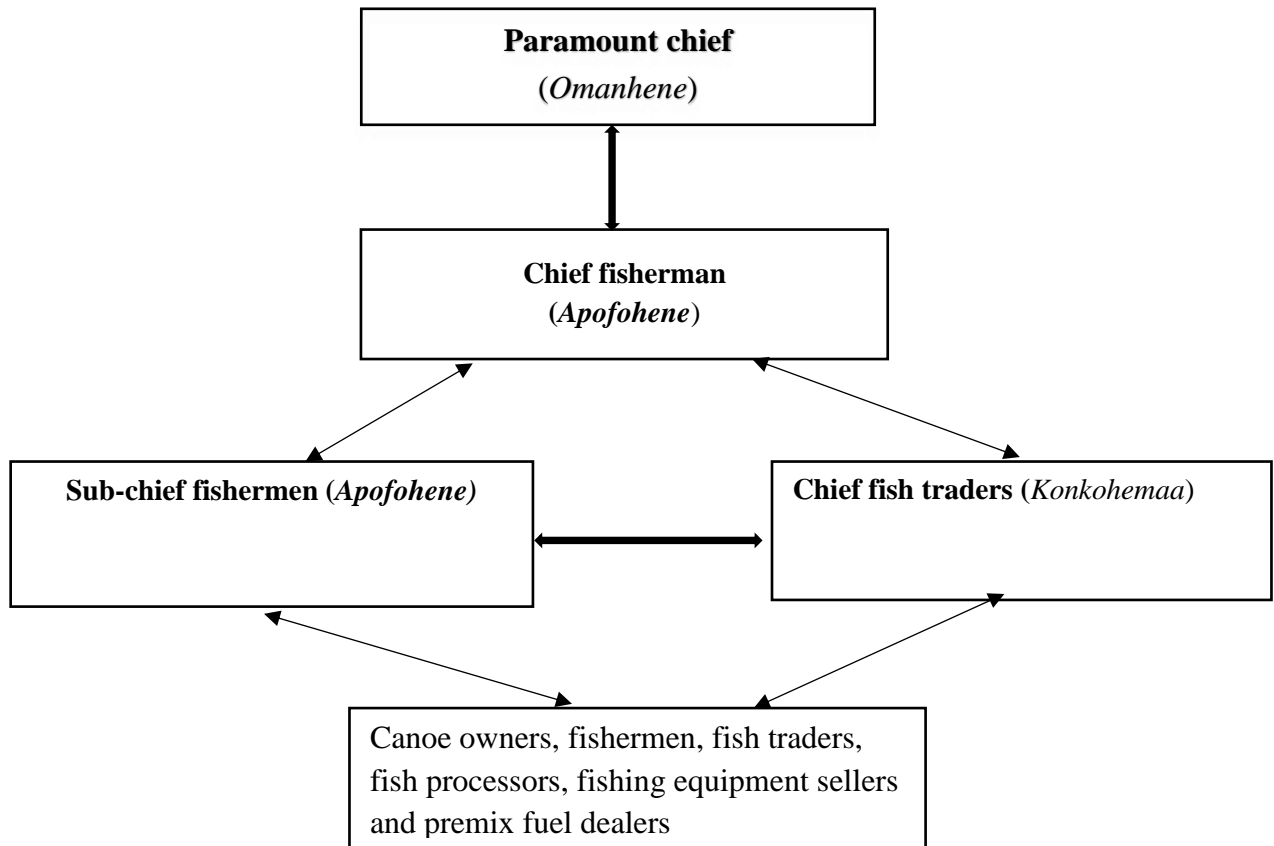 Paramount chief
(Omanhene)
Chief fisherman
(Apofohene)
Sub-chief fishermen (Apofohene)
Chief fish traders (Konkohemaa)
Canoe owners, fishermen, fish traders,
fish processors, fishing equipment sellers
and premix fuel dealers